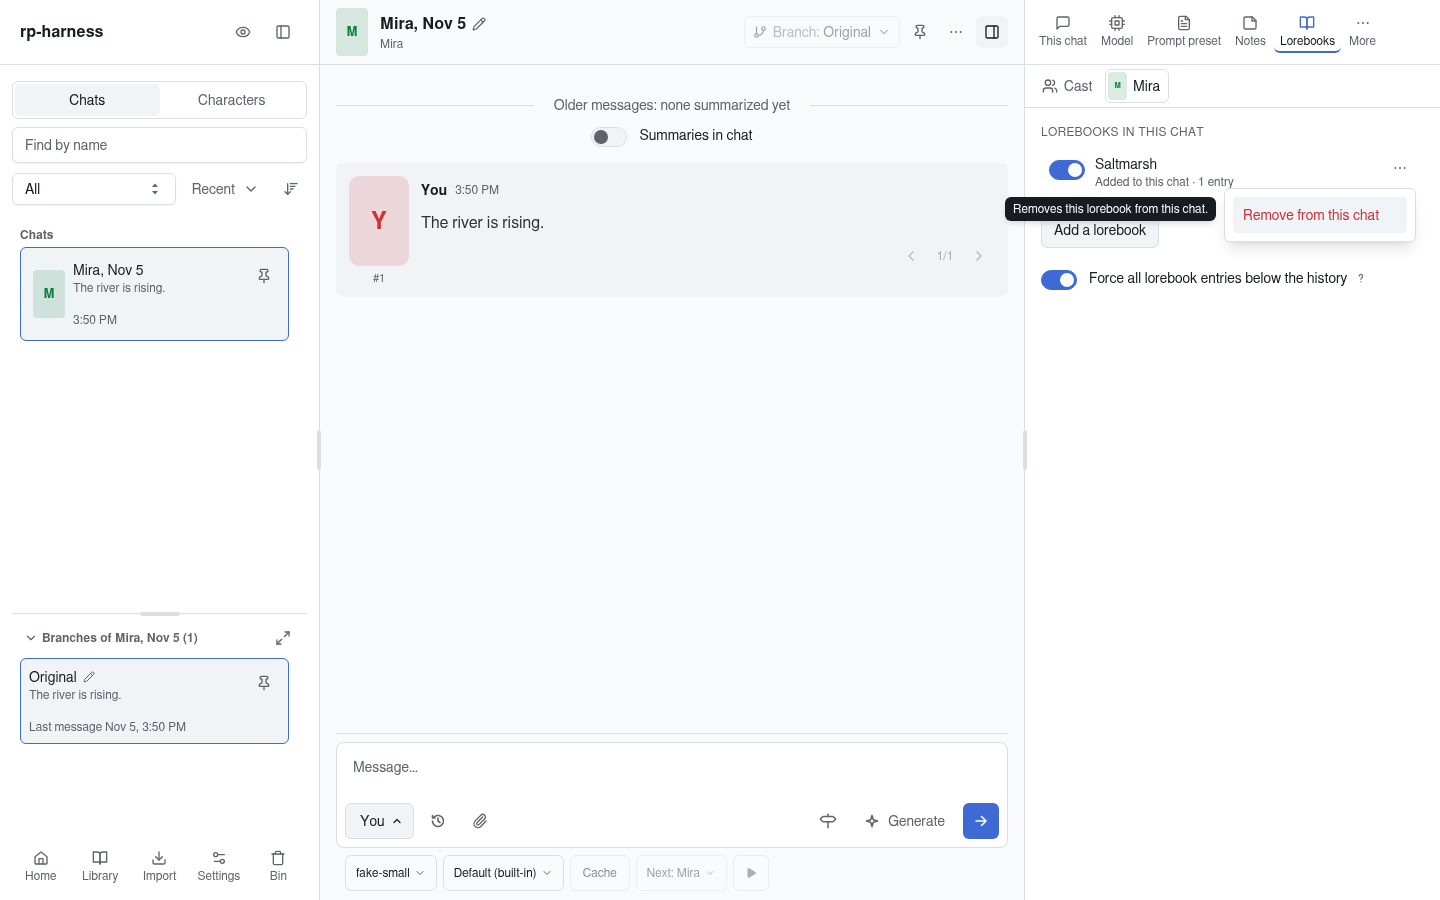 rp-harness
Chats
Characters
Find by name
All
Recent
Chats
M
Mira, Nov 5
The river is rising.
3:50 PM
Branches of Mira, Nov 5 (1)
Original
The river is rising.
Last message Nov 5, 3:50 PM
Home
Library
Import
Settings
Bin
M
Mira, Nov 5
Mira
Branch: Original
Older messages: none summarized yet
Summaries in chat
Y
#1
You 3:50 PM
The river is rising.
1/1
Message...
You
Generate
fake-small
Default (built-in)
Cache
Next: Mira
This chat
Model
Prompt preset
Notes
Lorebooks
More
Cast
M
Mira
LOREBOOKS IN THIS CHAT
Saltmarsh
Added to this chat · 1 entry
Removes this lorebook from this chat.
Remove from this chat
Add a lorebook
Force all lorebook entries below the history ?